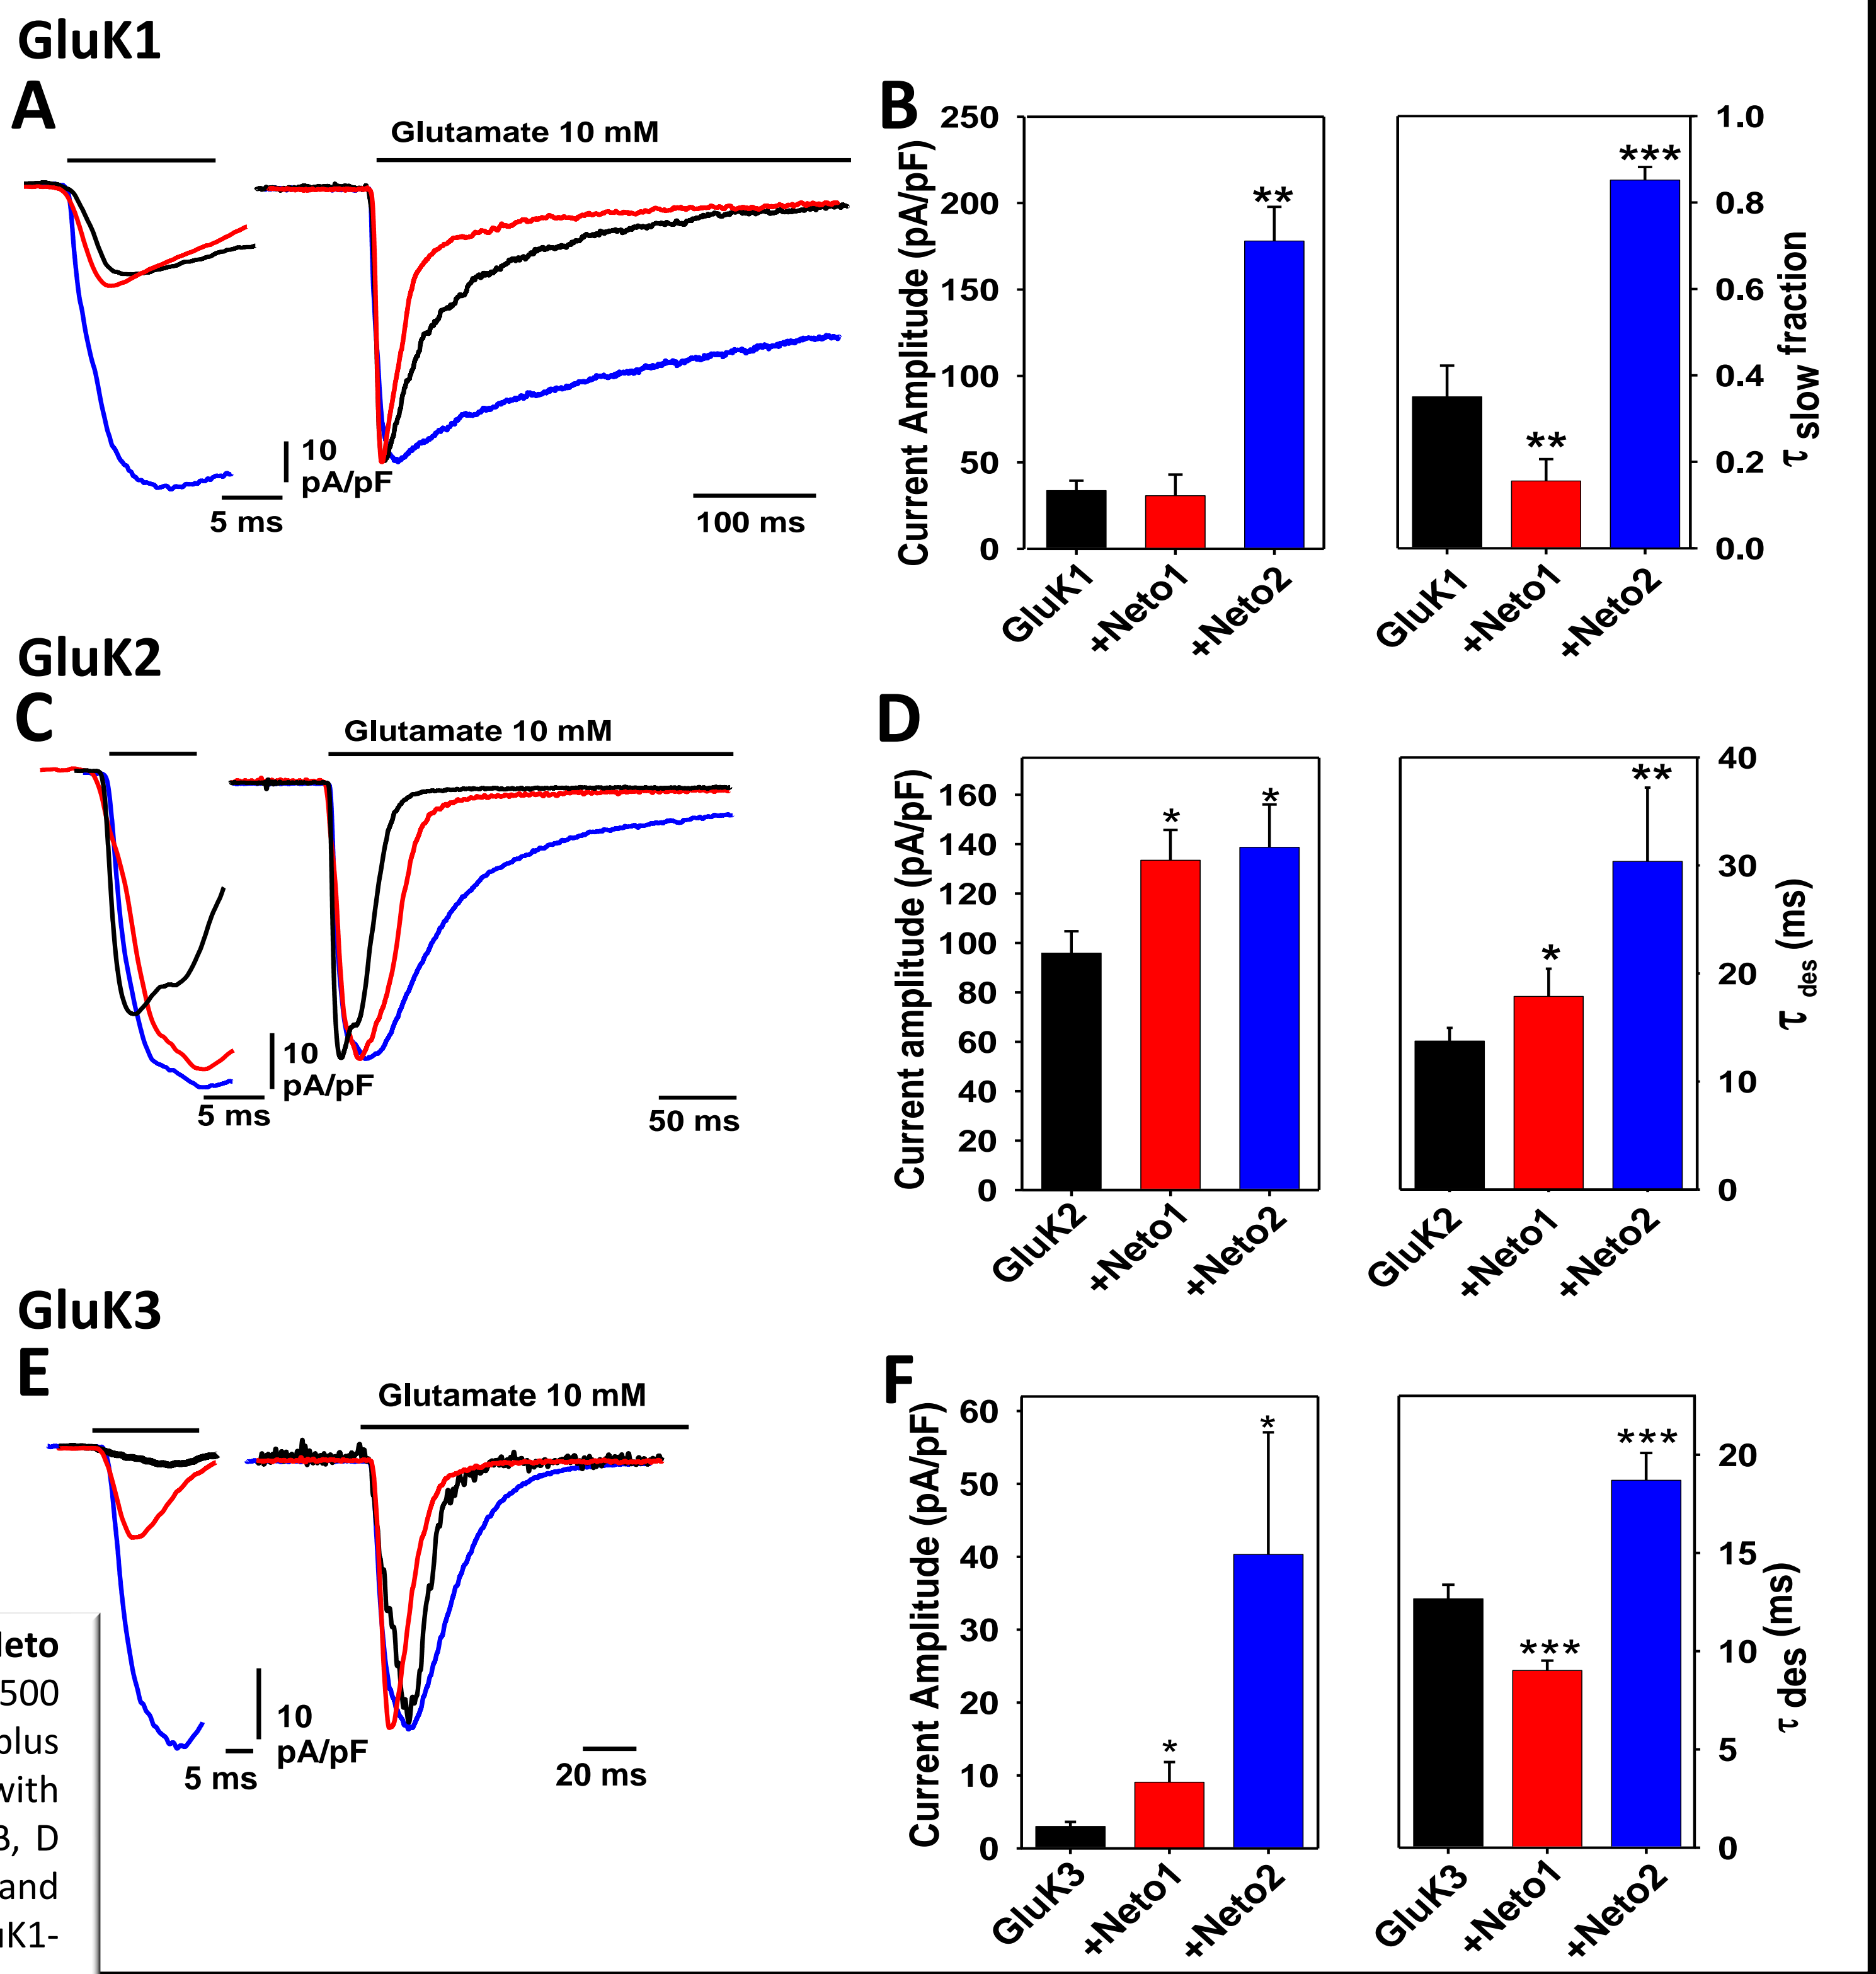 GluK1
A
Glutamate 10 mM
10
pA/pF
5 ms
100 ms
B
Current Amplitude (pA/pF)
250
200
150
100
50
0
**
GluK1
+Neto1
+Neto2
1.0
0.8
0.6
0.4
0.2
0.0
τ slow fraction
**
***
GluK1
+Neto1
+Neto2
GluK2
C
Glutamate 10 mM
10
pA/pF
5 ms
50 ms
D
Current amplitude (pA/pF)
160
140
120
100
80
60
40
20
0
*
*
GluK2
+Neto1
+Neto2
40
30
20
10
0
τ des (ms)
*
**
GluK2
+Neto1
+Neto2
GluK3
E
Glutamate 10 mM
10
pA/pF
5 ms
20 ms
F
Current Amplitude (pA/pF)
60
50
40
30
20
10
0
*
*
GluK3
+Neto1
+Neto2
20
15
10
5
0
τ des (ms)
***
***
GluK3
+Neto1
+Neto2
500
with
, D
and